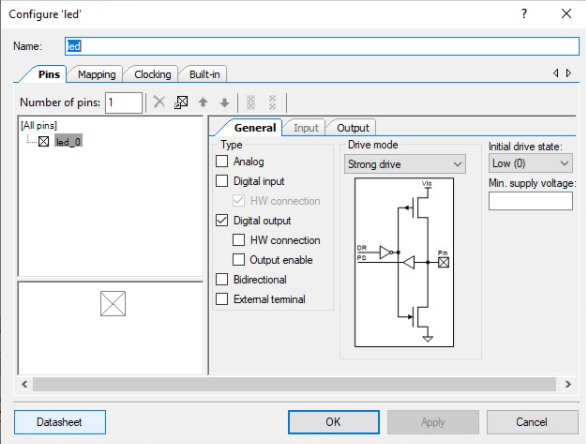 Configure 'led'
? ×
Name: led
Pins Mapping Clocking Built-in
Number of pins: 1
[All pins]
led_0
General Input Output
Type
Analog
Digital input
HW connection
Digital output
HW connection
Output enable
Bidirectional
External terminal
Drive mode
Strong drive
Vio
DR
PS
Pin
Initial drive state:
Low (0)
Min. supply voltage:
Datasheet OK Apply Cancel